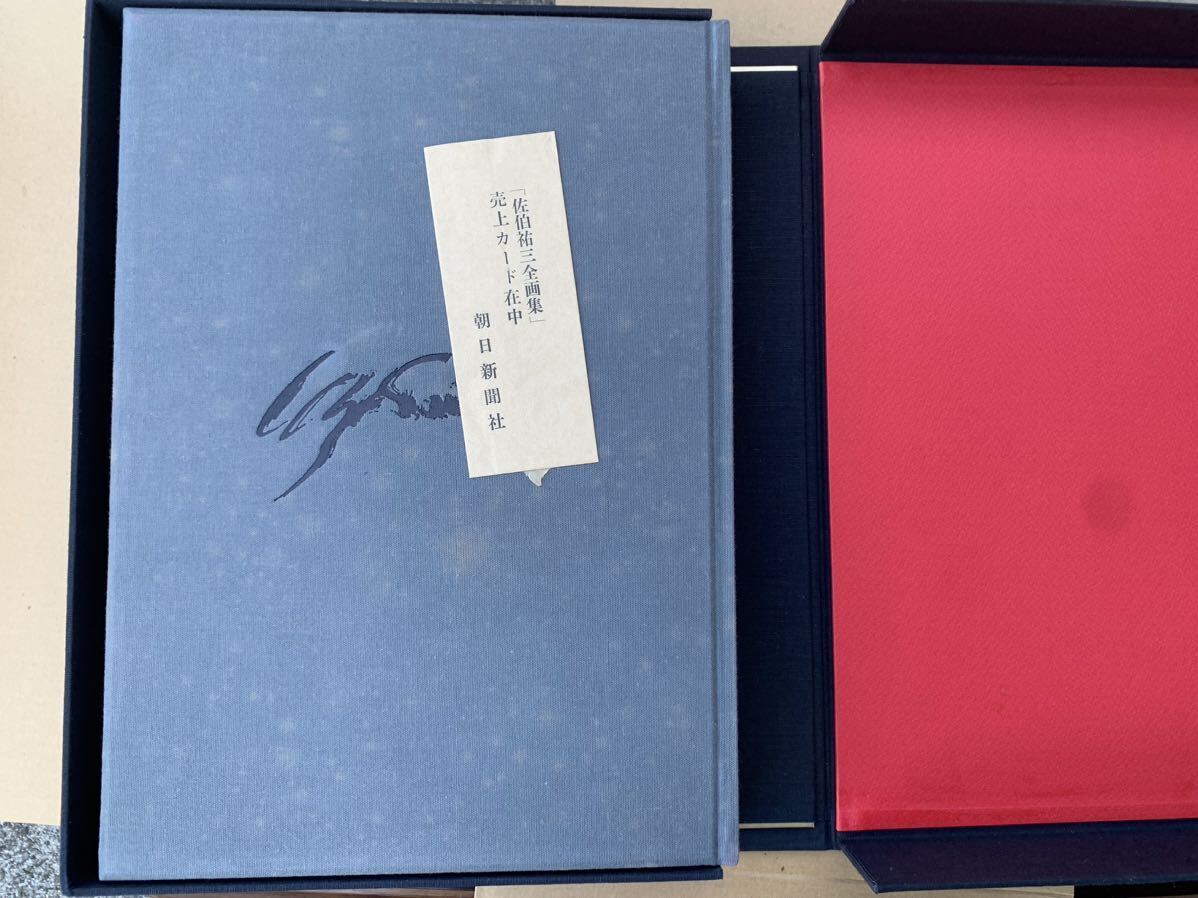 「佐伯祐三全画集」
売上カード在中
朝日新聞社